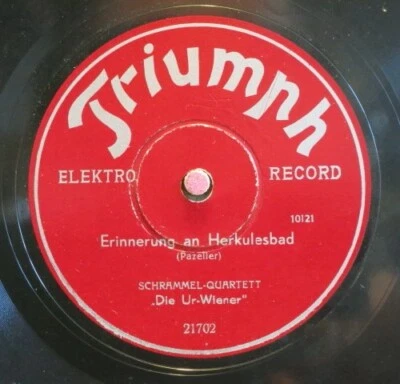 Triumph
ELEKTRO RECORD
10121
Erinnerung an Herkulesbad
(Pazeller)
SCHRAMMEL-QUARTETT
„Die Ur-Wiener"
21702